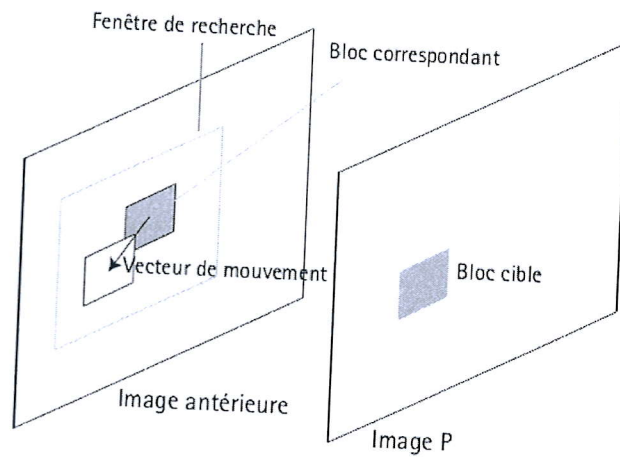 Fenêtre de recherche
Bloc correspondant
Vecteur de mouvement
Bloc cible
Image antérieure
Image P